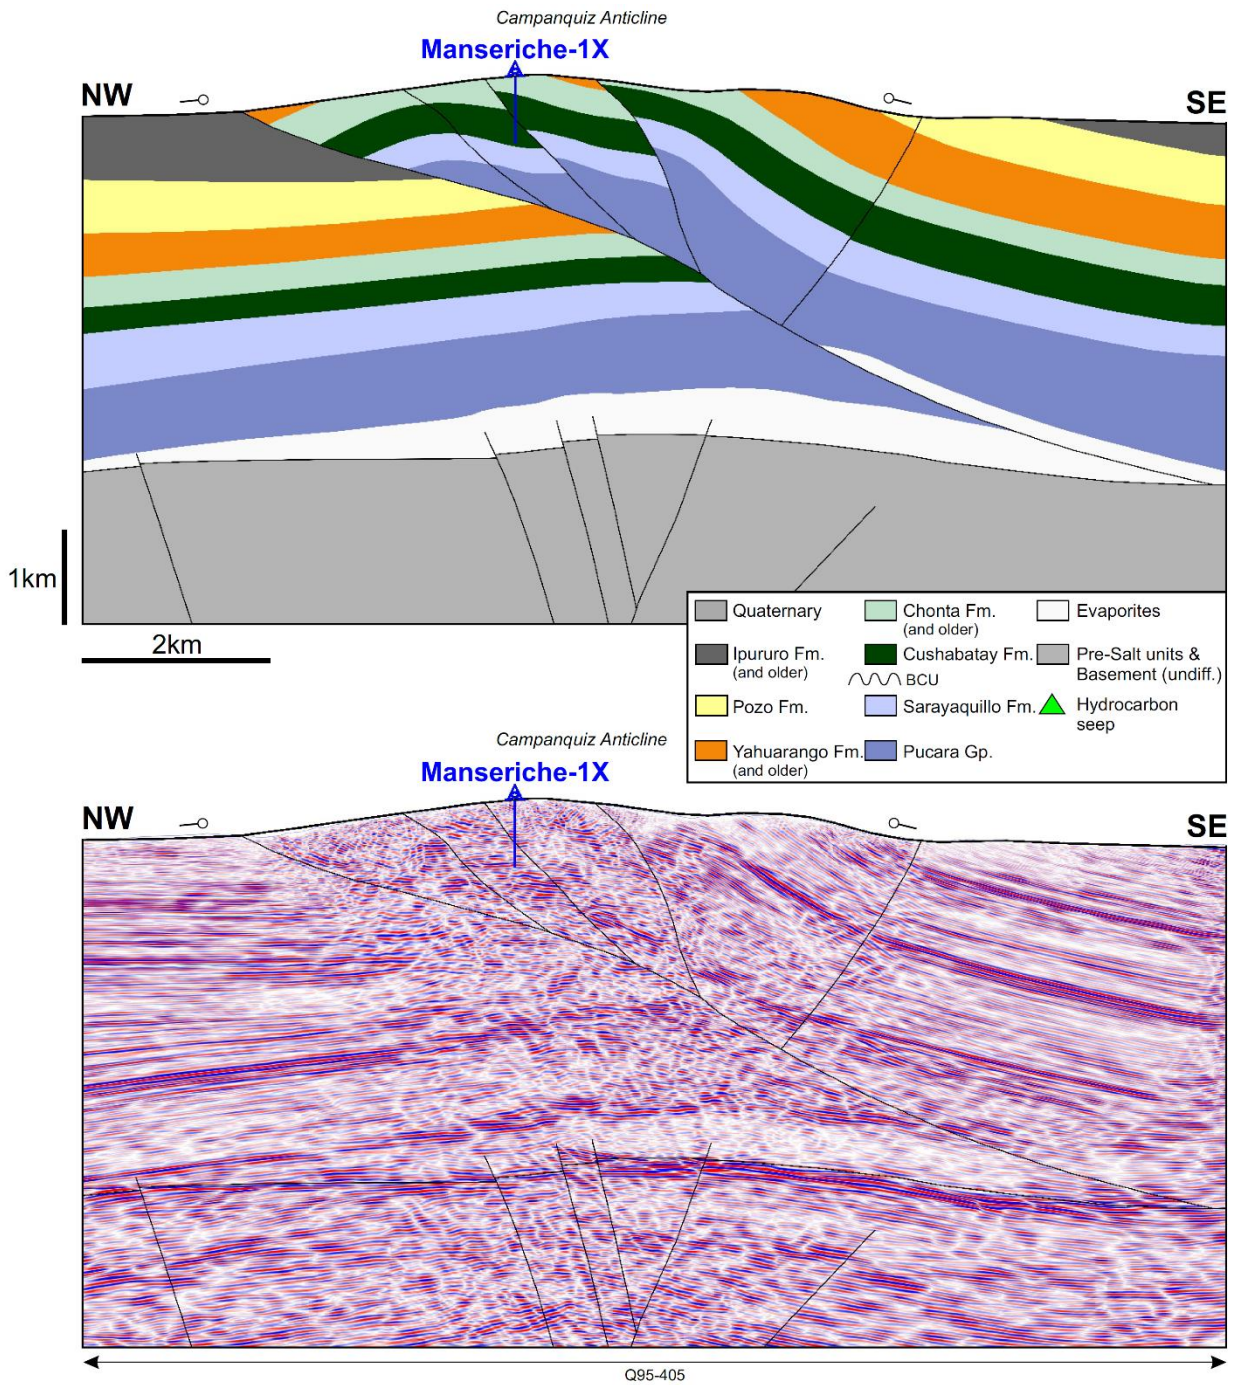 Campanquiz Anticline
Manseriche-1X
NW
SE
1km
2km
Quaternary
Ipururo Fm.
(and older)
Pozo Fm.
Yahuarango Fm.
(and older)
Chonta Fm.
(and older)
Cushabatay Fm.
BCU
Sarayaquillo Fm.
Pucara Gp.
Evaporites
Pre-Salt units &
Basement (undiff.)
Hydrocarbon
seep
Campanquiz Anticline
Manseriche-1X
NW
SE
Q95-405